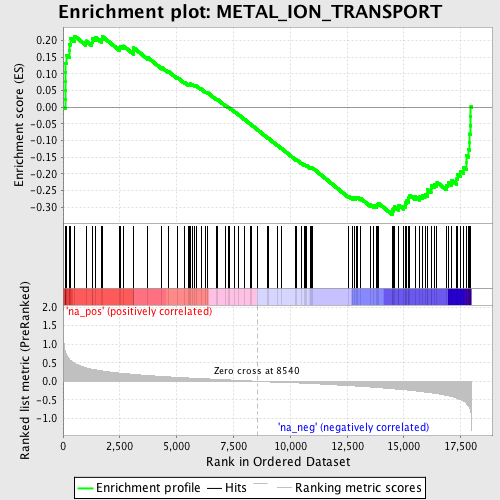 Enrichment plot: METAL_ION_TRANSPORT
Enrichment score (ES)
0.20
0.15
0.10
0.05
0.00
-0.05
-0.10
-0.15
-0.20
-0.25
-0.30
'na_pos' (positively correlated)
Ranked list metric (PreRanked)
2.0
1.5
1.0
0.5
0.0
-0.5
-1.0
Zero cross at 8540
'na_neg' (negatively correlated)
0 2,500 5,000 7,500 10,000 12,500 15,000 17,500
Rank in Ordered Dataset
Enrichment profile Hits Ranking metric scores